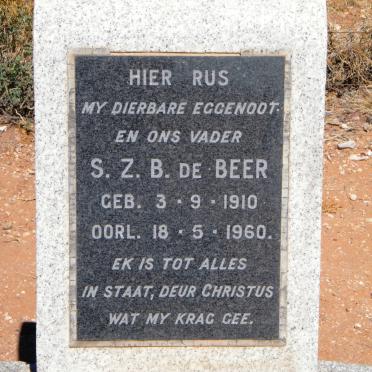 HIER RUS
MY DIERBARE EGGENOOT
EN ONS VADER
S. Z. B. DE BEER
GEB. 3 · 9 · 1910
OORL. 18 · 5 · 1960.
EK IS TOT ALLES
IN STAAT, DEUR CHRISTUS
WAT MY KRAG GEE.